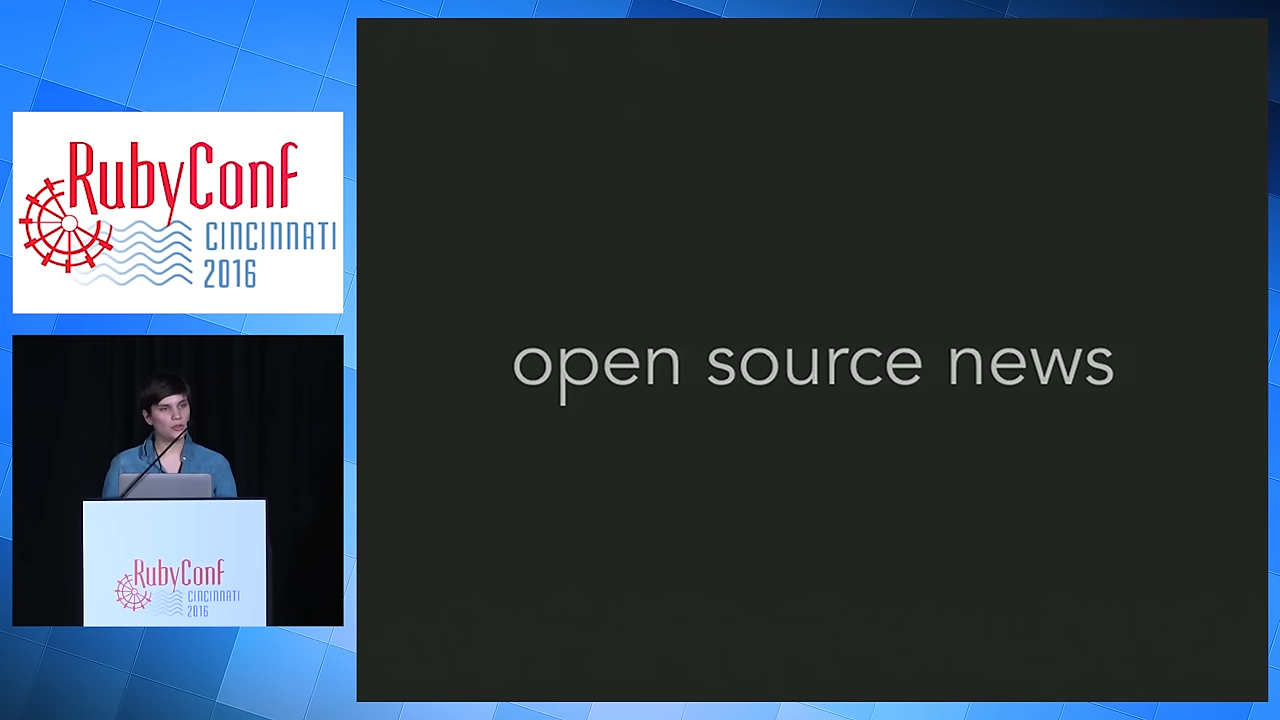 RubyConf
CINCINNATI
2016
open source news
RubyConf
CINCINNATI
2016